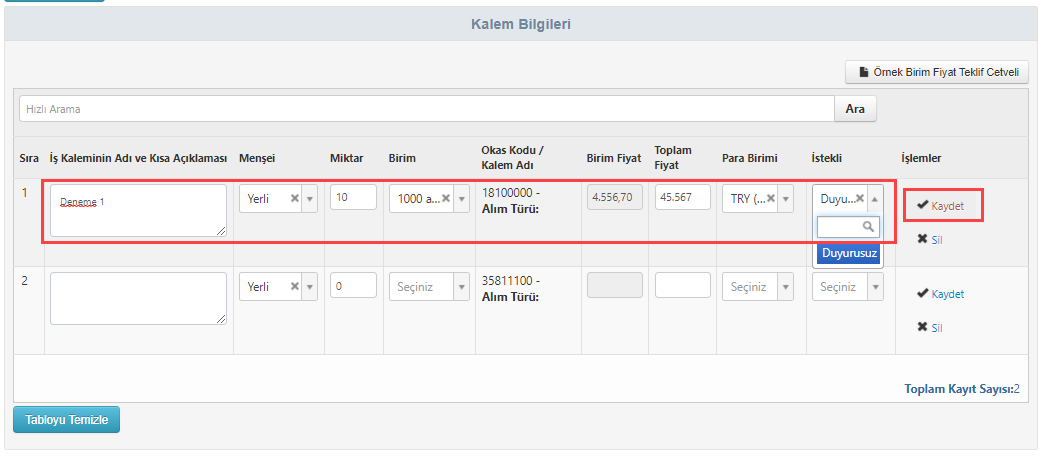 Kalem Bilgileri
Örnek Birim Fiyat Teklif Cetveli
Hızlı Arama
Ara
Sıra
İş Kaleminin Adı ve Kısa Açıklaması
Menşei
Miktar
Birim
Okas Kodu /
Kalem Adı
Birim Fiyat
Toplam
Fiyat
Para Birimi
İstekli
İşlemler
1
Deneme 1
Yerli
10
1000 a...
18100000 -
Alım Türü:
4.556,70
45.567
TRY (...
Duyu...
Duyurusuz
Kaydet
Sil
2
Yerli
0
Seçiniz
35811100 -
Alım Türü:
Seçiniz
Seçiniz
Kaydet
Sil
Toplam Kayıt Sayısı:2
Tabloyu Temizle